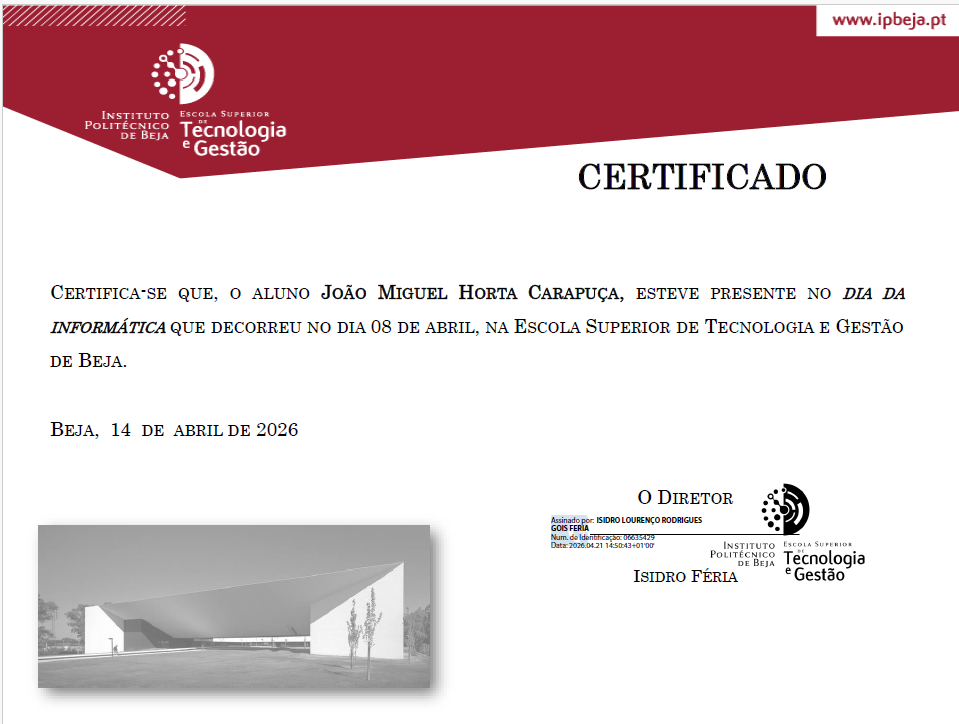 www.ipbeja.pt
Instituto
Politécnico
de Beja
Escola Superior
de
Tecnologia
e Gestão
CERTIFICADO
Certifica-se que, o aluno João Miguel Horta Carapuça, esteve presente no dia da
informática que decorreu no dia 08 de abril, na Escola Superior de Tecnologia e Gestão
de Beja.
Beja, 14 de abril de 2026
O Diretor
Assinado por: ISIDRO LOURENÇO RODRIGUES
GOIS FERIA
Num. de Identificação: 06635429
Data: 2026.04.21 14:50:43+01'00'
Instituto
Politécnico
de Beja
Escola Superior
de
Tecnologia
e Gestão
Isidro Féria